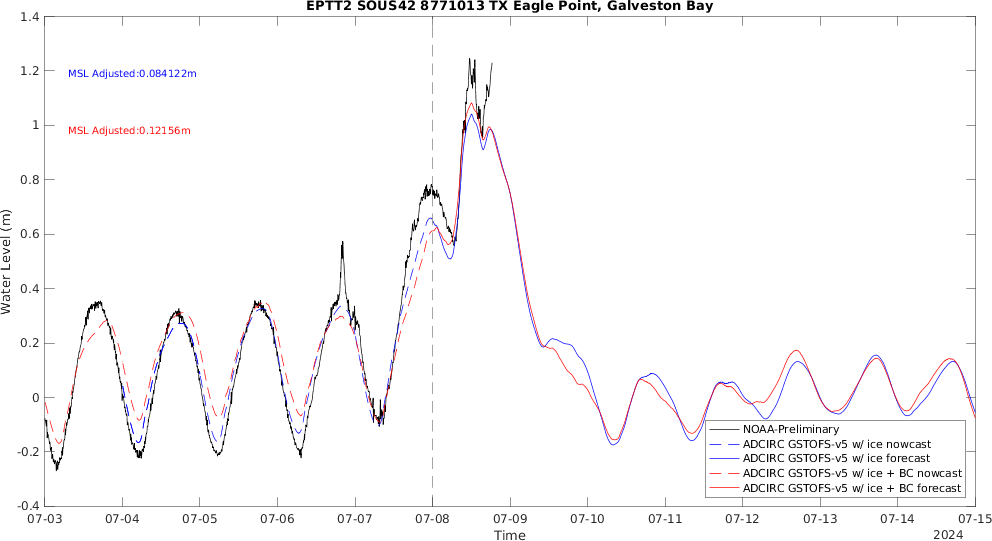 EPTT2 SOUS42 8771013 TX Eagle Point, Galveston Bay
1.4
1.2
1
0.8
0.6
0.4
0.2
0
-0.2
-0.4
Water Level (m)
MSL Adjusted:0.084122m
MSL Adjusted:0.12156m
NOAA-Preliminary
ADCIRC GSTOFS-v5 w/ ice nowcast
ADCIRC GSTOFS-v5 w/ ice forecast
ADCIRC GSTOFS-v5 w/ ice + BC nowcast
ADCIRC GSTOFS-v5 w/ ice + BC forecast
07-03 07-04 07-05 07-06 07-07 07-08 07-09 07-10 07-11 07-12 07-13 07-14 07-15
Time
2024